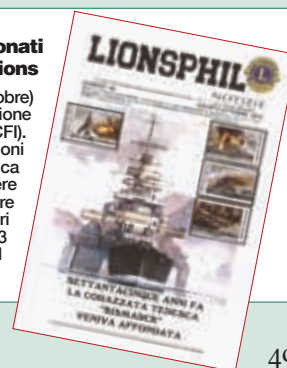 onati
ions
obre)
ione
CFI).
oni
ca
ere
re
ri
3
LIONSPHIL
NOTIZIE
SETTANTACINQUE ANNI FA
LA CORAZZATA TEDESCA
"BISMARCK"
VENIVA AFFONDATA
49